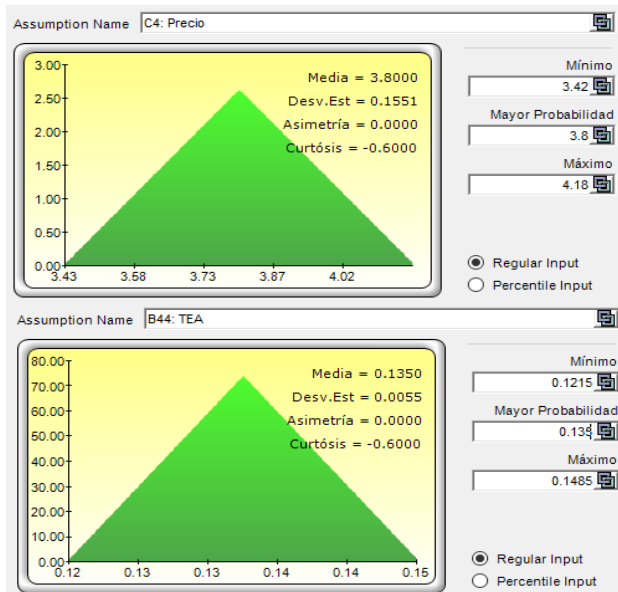 Assumption Name C4: Precio
3.00
2.50
2.00
1.50
1.00
0.50
0.00
3.43 3.58 3.73 3.87 4.02
Media = 3.8000
Desv.Est = 0.1551
Asimetría = 0.0000
Curtósis = -0.6000
Mínimo
3.42
Mayor Probabilidad
3.8
Máximo
4.18
Regular Input
Percentile Input
Assumption Name B44: TEA
80.00
70.00
60.00
50.00
40.00
30.00
20.00
10.00
0.00
0.12 0.13 0.13 0.14 0.14 0.15
Media = 0.1350
Desv.Est = 0.0055
Asimetría = 0.0000
Curtósis = -0.6000
Mínimo
0.1215
Mayor Probabilidad
0.135
Máximo
0.1485
Regular Input
Percentile Input